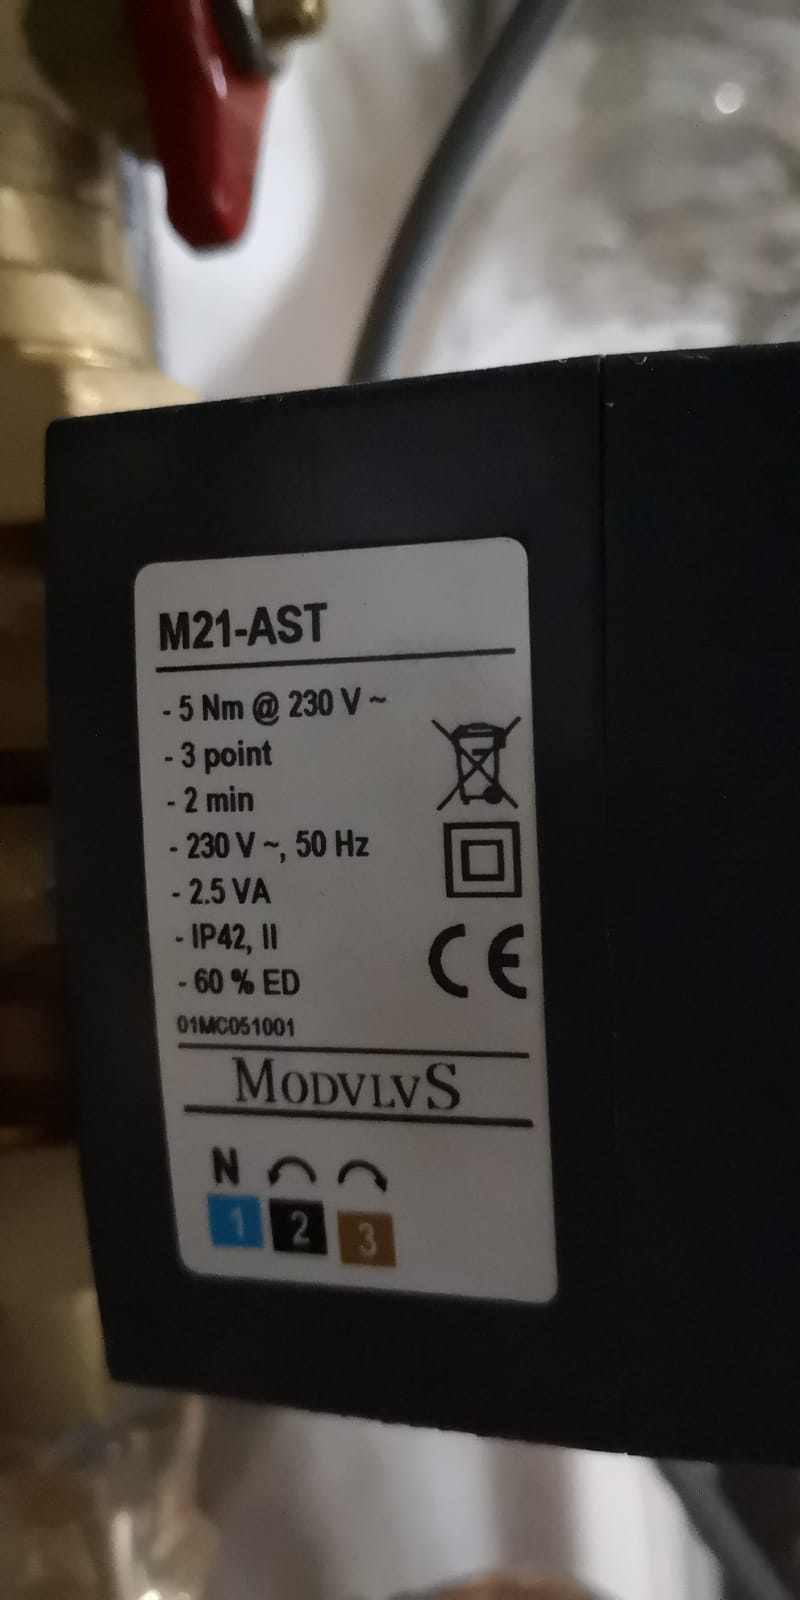 M21-AST
- 5 Nm @ 230 V ~
- 3 point
- 2 min
- 230 V ~, 50 Hz
- 2.5 VA
- IP42, II
- 60 % ED
01MC051001
CE
MODVLVS
N
1 2 3